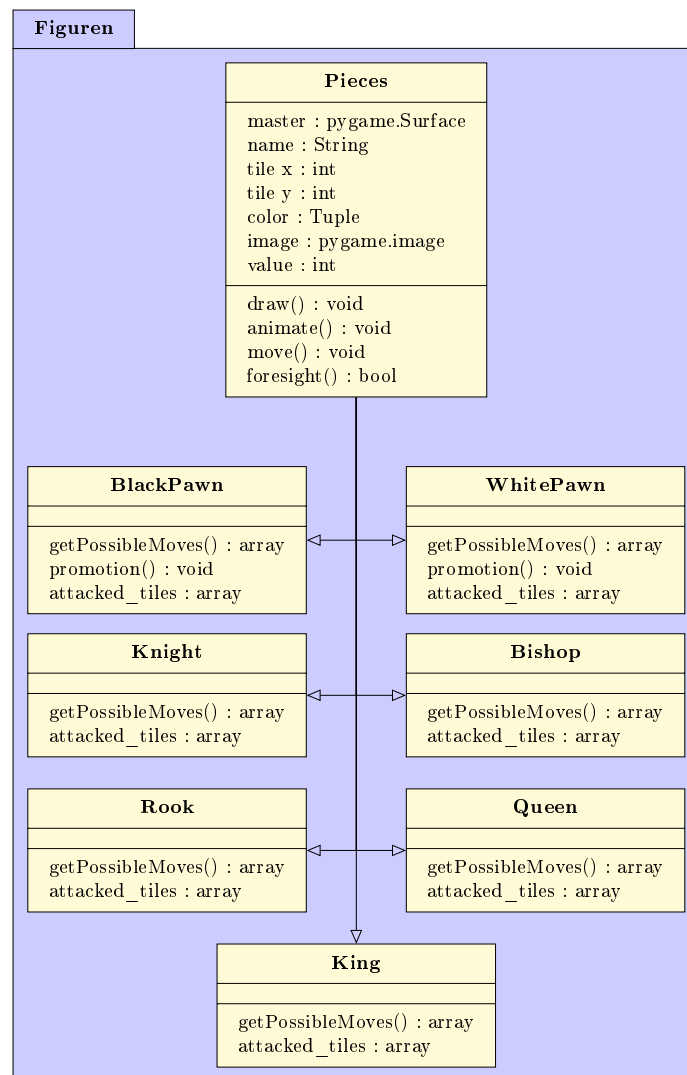 Figuren
Pieces
master : pygame.Surface
name : String
tile x : int
tile y : int
color : Tuple
image : pygame.image
value : int
draw() : void
animate() : void
move() : void
foresight() : bool
BlackPawn
getPossibleMoves() : array
promotion() : void
attacked_tiles : array
WhitePawn
getPossibleMoves() : array
promotion() : void
attacked_tiles : array
Knight
getPossibleMoves() : array
attacked_tiles : array
Bishop
getPossibleMoves() : array
attacked_tiles : array
Rook
getPossibleMoves() : array
attacked_tiles : array
Queen
getPossibleMoves() : array
attacked_tiles : array
King
getPossibleMoves() : array
attacked_tiles : array